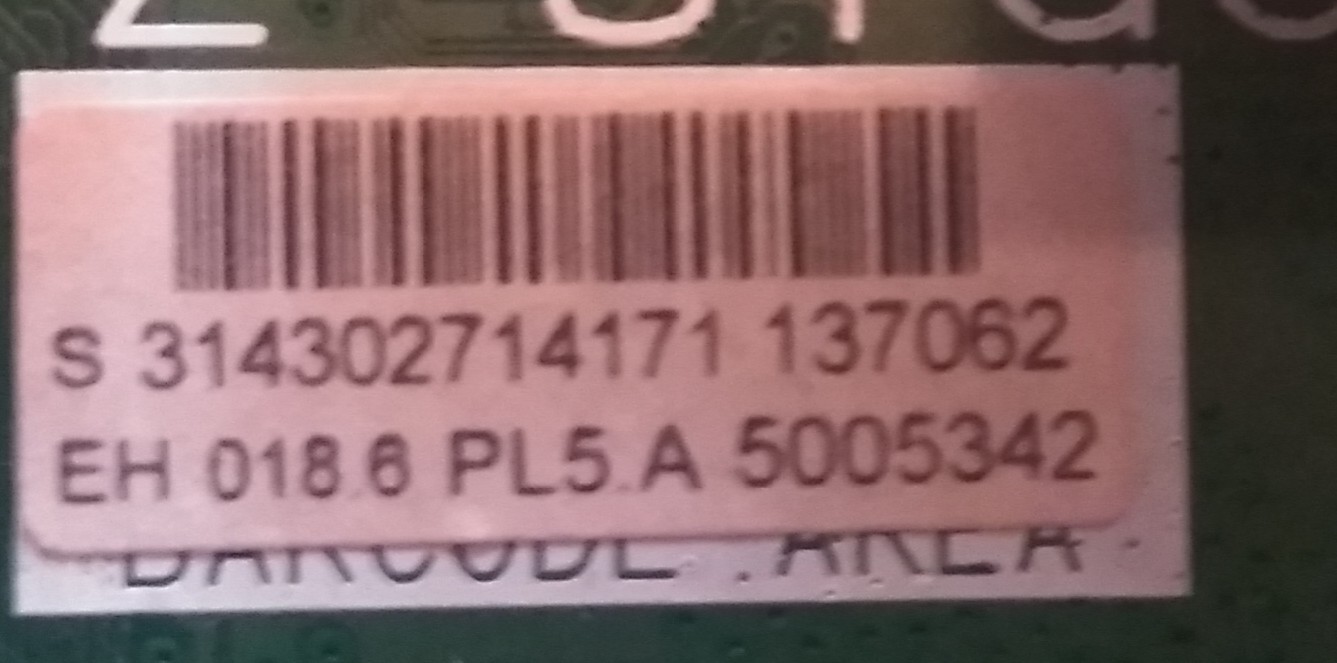 S 314302714171 137062
EH 018.6 PL5.A 5005342
BARCODE AREA